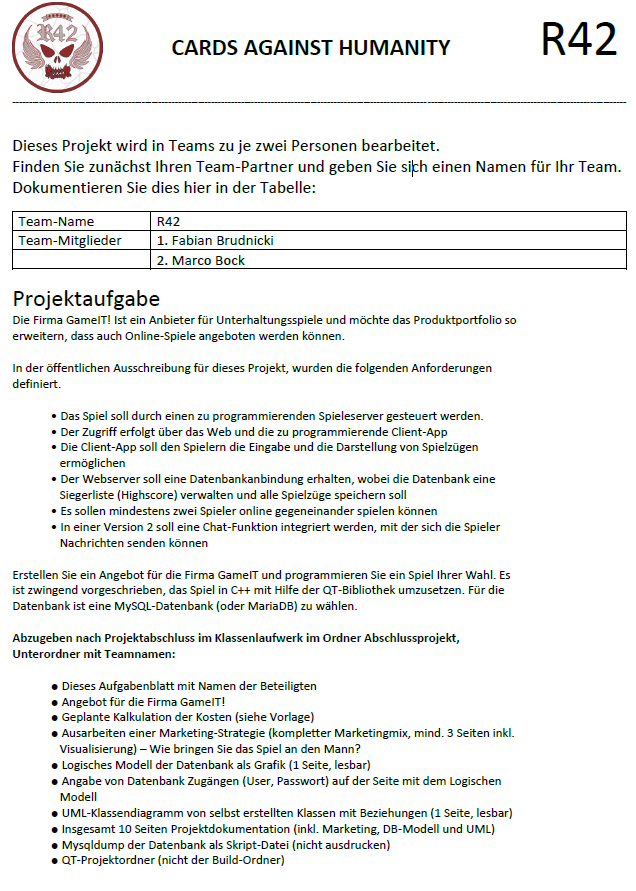 R42
CARDS AGAINST HUMANITY
R42
Dieses Projekt wird in Teams zu je zwei Personen bearbeitet.
Finden Sie zunächst Ihren Team-Partner und geben Sie sich einen Namen für Ihr Team.
Dokumentieren Sie dies hier in der Tabelle:
Team-Name R42
Team-Mitglieder 1. Fabian Brudnicki
2. Marco Bock
Projektaufgabe
Die Firma GameIT! Ist ein Anbieter für Unterhaltungsspiele und möchte das Produktportfolio so
erweitern, dass auch Online-Spiele angeboten werden können.
In der öffentlichen Ausschreibung für dieses Projekt, wurden die folgenden Anforderungen
definiert.
• Das Spiel soll durch einen zu programmierenden Spieleserver gesteuert werden.
• Der Zugriff erfolgt über das Web und die zu programmierende Client-App
• Die Client-App soll den Spielern die Eingabe und die Darstellung von Spielzügen
ermöglichen
• Der Webserver soll eine Datenbankanbindung erhalten, wobei die Datenbank eine
Siegerliste (Highscore) verwalten und alle Spielzüge speichern soll
• Es sollen mindestens zwei Spieler online gegeneinander spielen können
• In einer Version 2 soll eine Chat-Funktion integriert werden, mit der sich die Spieler
Nachrichten senden können
Erstellen Sie ein Angebot für die Firma GameIT und programmieren Sie ein Spiel Ihrer Wahl. Es
ist zwingend vorgeschrieben, das Spiel in C++ mit Hilfe der QT-Bibliothek umzusetzen. Für die
Datenbank ist eine MySQL-Datenbank (oder MariaDB) zu wählen.
Abzugeben nach Projektabschluss im Klassenlaufwerk im Ordner Abschlussprojekt,
Unterordner mit Teamnamen:
● Dieses Aufgabenblatt mit Namen der Beteiligten
● Angebot für die Firma GameIT!
● Geplante Kalkulation der Kosten (siehe Vorlage)
● Ausarbeiten einer Marketing-Strategie (kompletter Marketingmix, mind. 3 Seiten inkl.
Visualisierung) – Wie bringen Sie das Spiel an den Mann?
● Logisches Modell der Datenbank als Grafik (1 Seite, lesbar)
● Angabe von Datenbank Zugängen (User, Passwort) auf der Seite mit dem Logischen
Modell
● UML-Klassendiagramm von selbst erstellten Klassen mit Beziehungen (1 Seite, lesbar)
● Insgesamt 10 Seiten Projektdokumentation (inkl. Marketing, DB-Modell und UML)
● Mysqldump der Datenbank als Skript-Datei (nicht ausdrucken)
● QT-Projektordner (nicht der Build-Ordner)